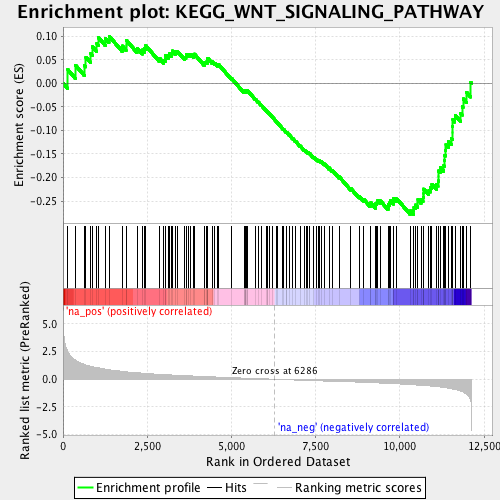 Enrichment plot: KEGG_WNT_SIGNALING_PATHWAY
Enrichment score (ES)
0.10
0.05
0.00
-0.05
-0.10
-0.15
-0.20
-0.25
'na_pos' (positively correlated)
Ranked list metric (PreRanked)
5.0
2.5
0.0
-2.5
-5.0
Zero cross at 6286
'na_neg' (negatively correlated)
0
2,500
5,000
7,500
10,000
12,500
Rank in Ordered Dataset
Enrichment profile
Hits
Ranking metric scores